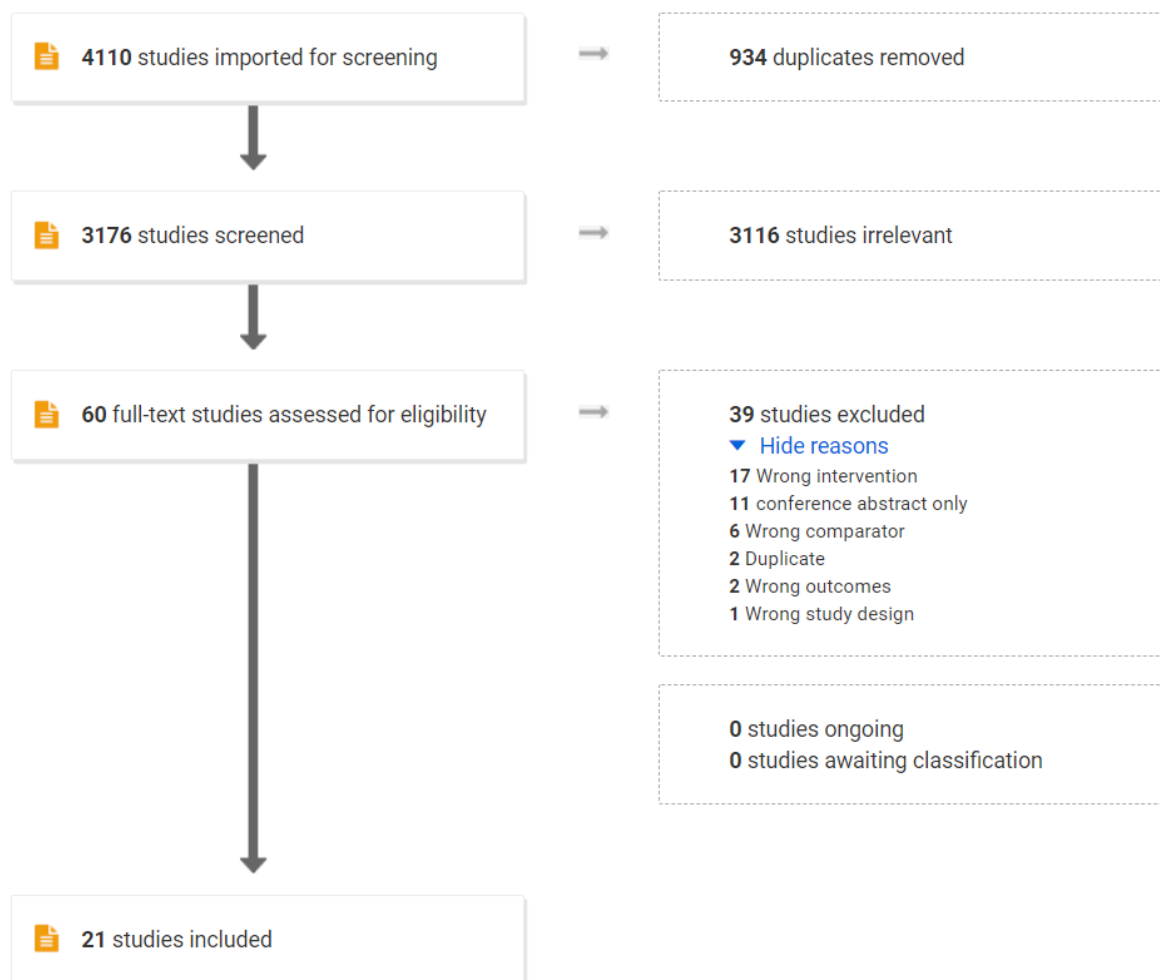 4110 studies imported for screening
934 duplicates removed
3176 studies screened
3116 studies irrelevant
60 full-text studies assessed for eligibility
39 studies excluded
Hide reasons
17 Wrong intervention
11 conference abstract only
6 Wrong comparator
2 Duplicate
2 Wrong outcomes
1 Wrong study design
0 studies ongoing
0 studies awaiting classification
21 studies included